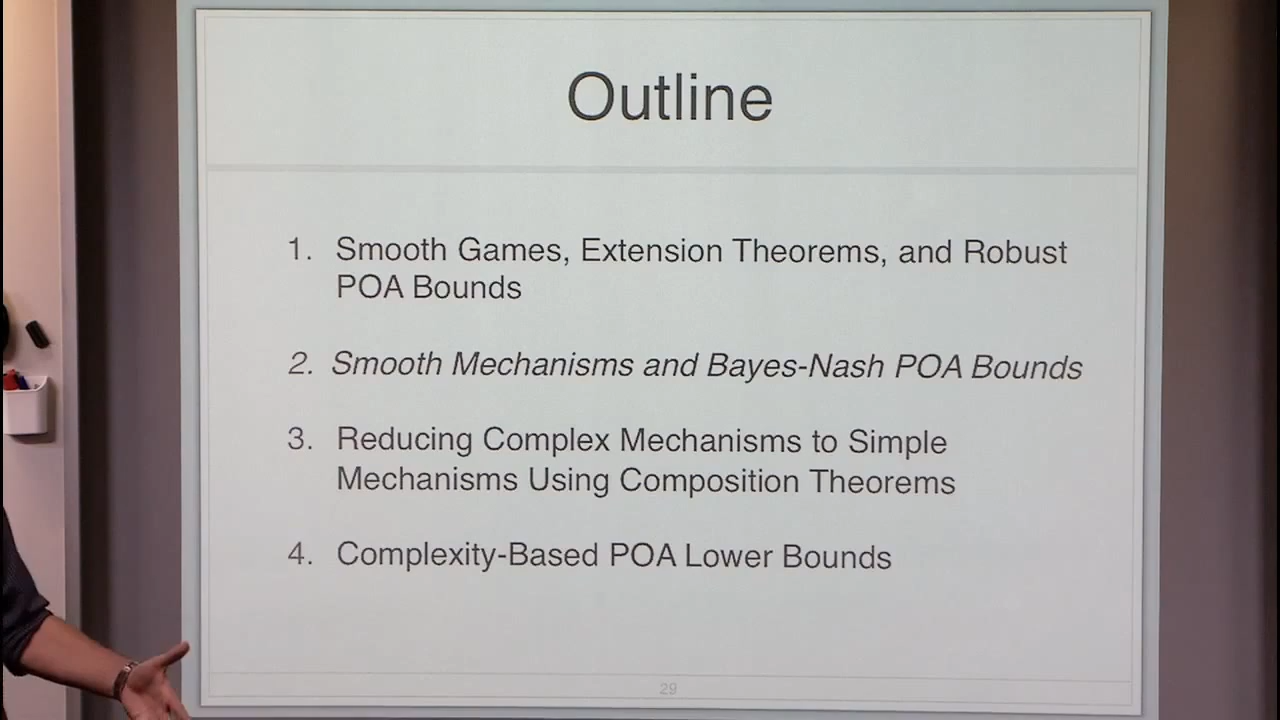 Outline
1. Smooth Games, Extension Theorems, and Robust
POA Bounds
2. Smooth Mechanisms and Bayes-Nash POA Bounds
3. Reducing Complex Mechanisms to Simple
Mechanisms Using Composition Theorems
4. Complexity-Based POA Lower Bounds
29